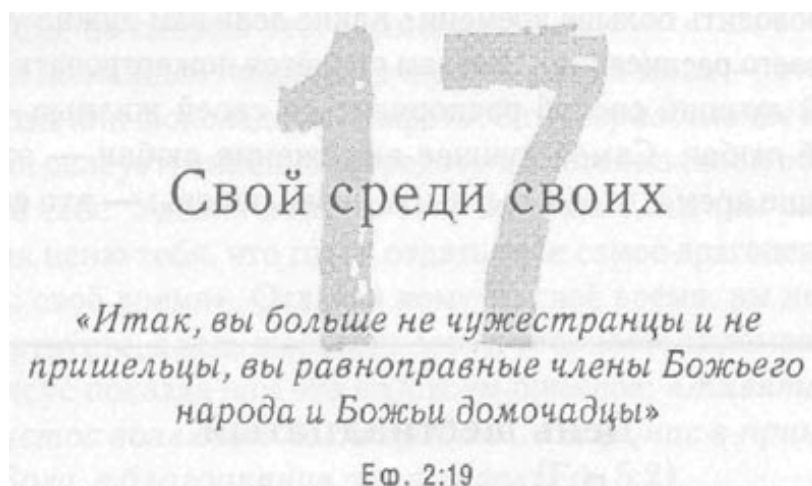 17
Свой среди своих
«Итак, вы больше не чужестранцы и не
пришельцы, вы равноправные члены Божьего
народа и Божьи домочадцы»
Еф. 2:19